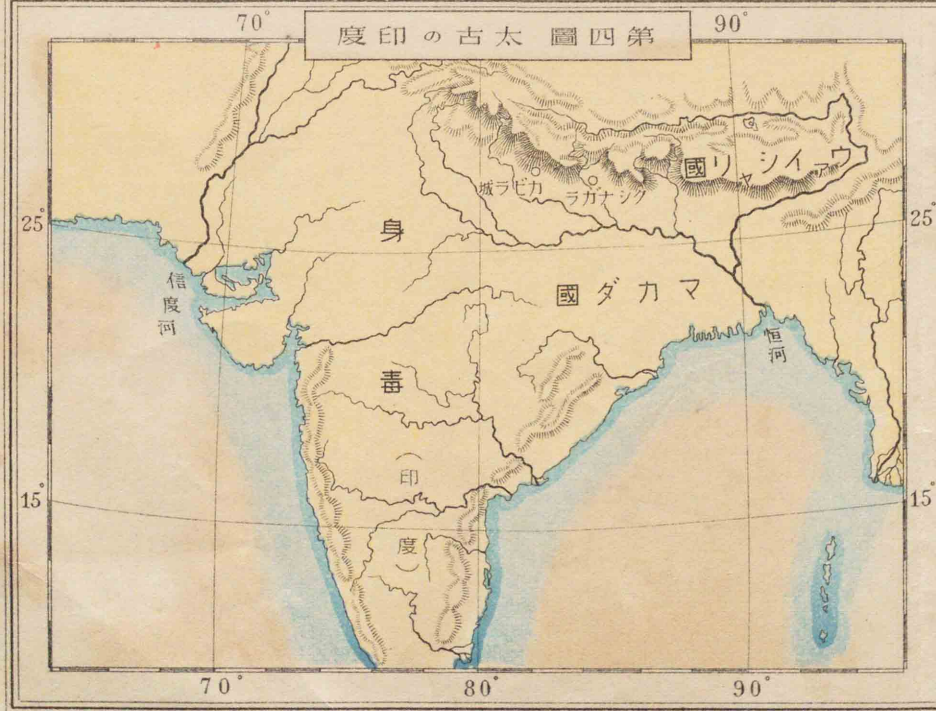 第四圖 太古の印度
70°
90°
ウァイシャリ國
カピラ城
クシナガラ
25°
25°
身毒(印度)
マカダ國
信度河
恒河
15°
15°
70°
80°
90°